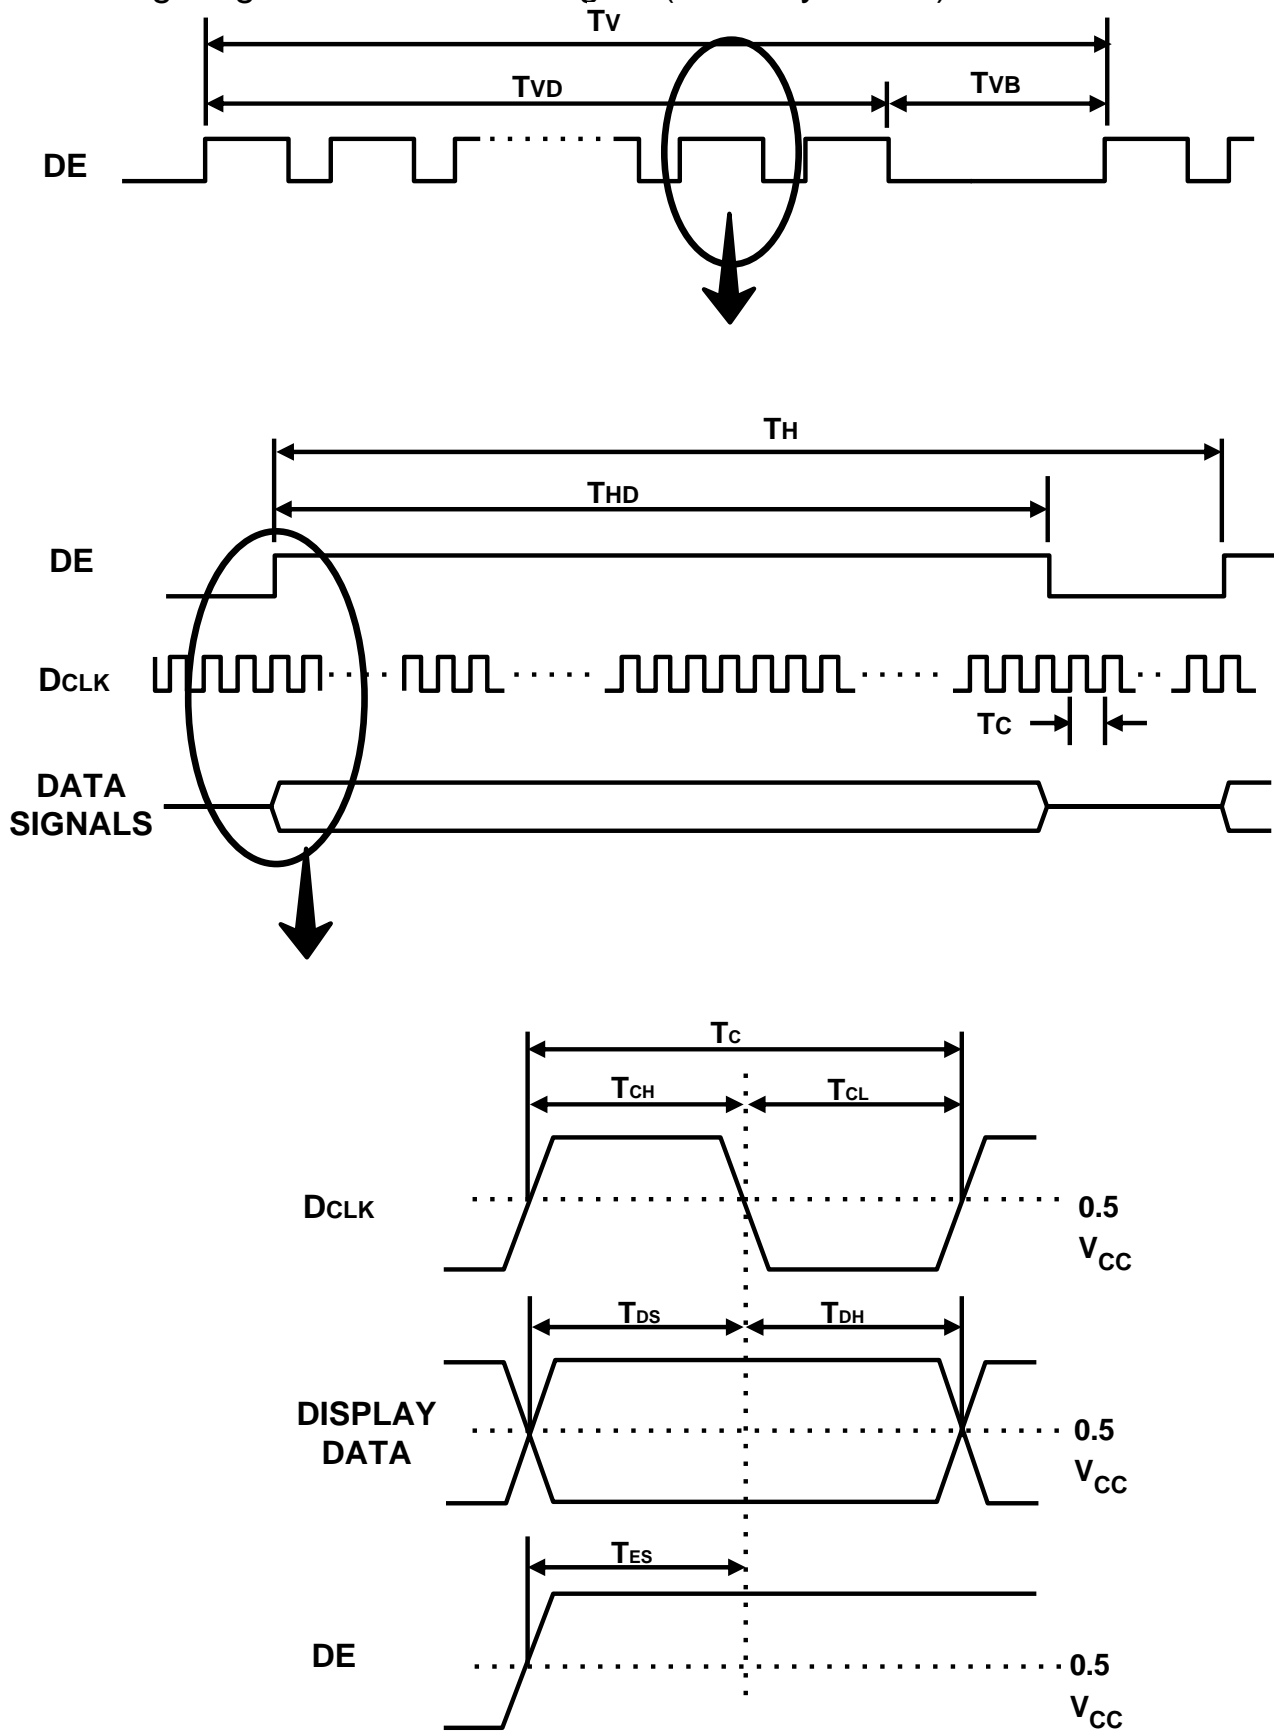 TV
TVD
TVB
DE
TH
THD
DE
DCLK
TC
DATA
SIGNALS
TC
TCH
TCL
DCLK
0.5
VCC
TDS
TDH
DISPLAY
DATA
0.5
VCC
TES
DE
0.5
VCC